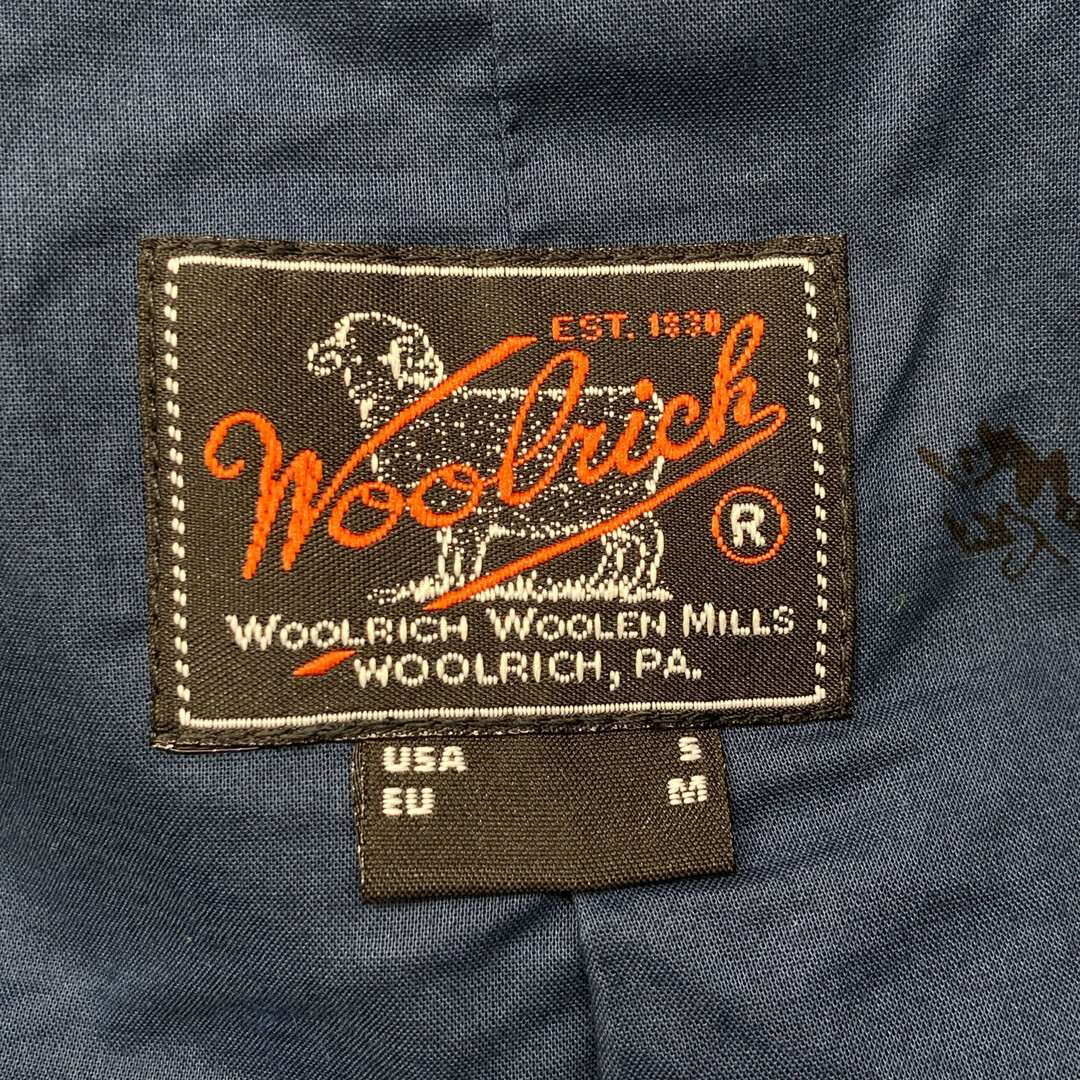 EST. 1830
Woolrich
®
WOOLRICH WOOLEN MILLS
WOOLRICH, PA.
USA S
EU M